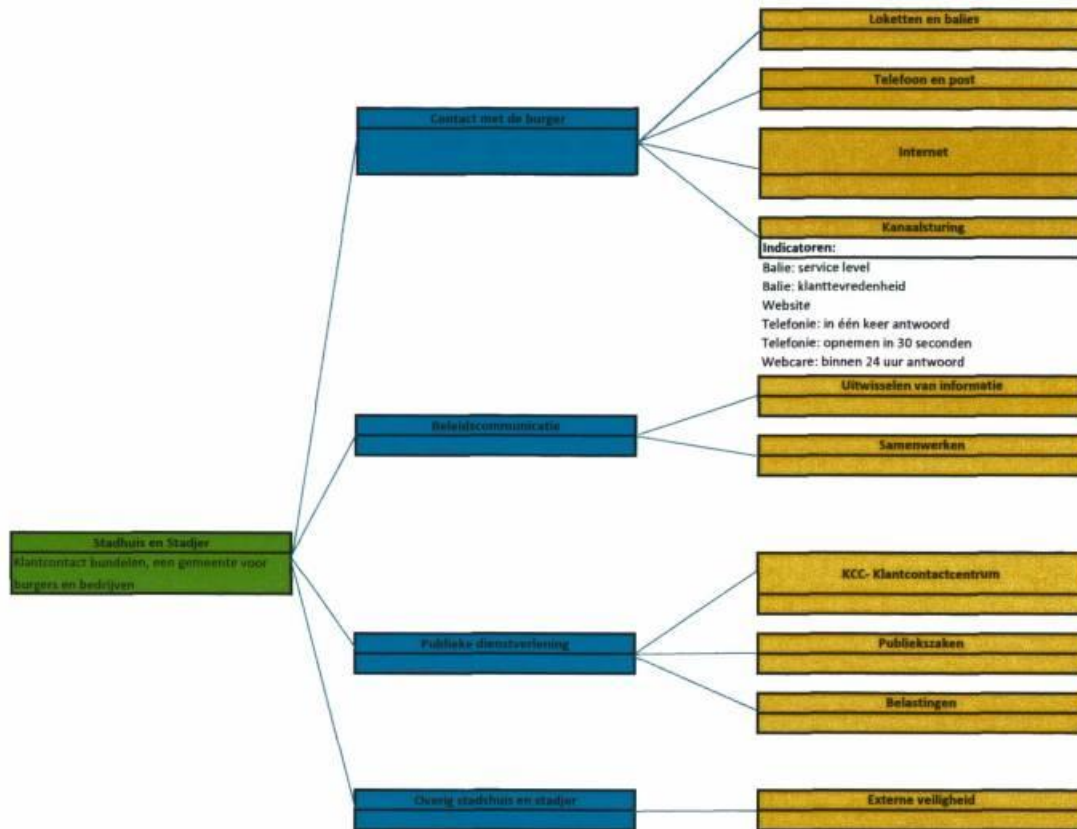 Loketten en balies
Telefoon en post
Contact met de burger
Internet
Kanaalsturing
Indicatoren:
Balie: service level
Balie: klanttevredenheid
Website
Telefonie: in één keer antwoord
Telefonie: opnemen in 30 seconden
Webcare: binnen 24 uur antwoord
Uitwisselen van informatie
Beleidscommunicatie
Samenwerken
Stadhuis en Stadjer
Klantcontact bundelen, een gemeente voor
burgers en bedrijven
KCC- Klantcontactcentrum
Publieke dienstverlening
Publiekszaken
Belastingen
Overig stadshuis en stadjer
Externe veiligheid